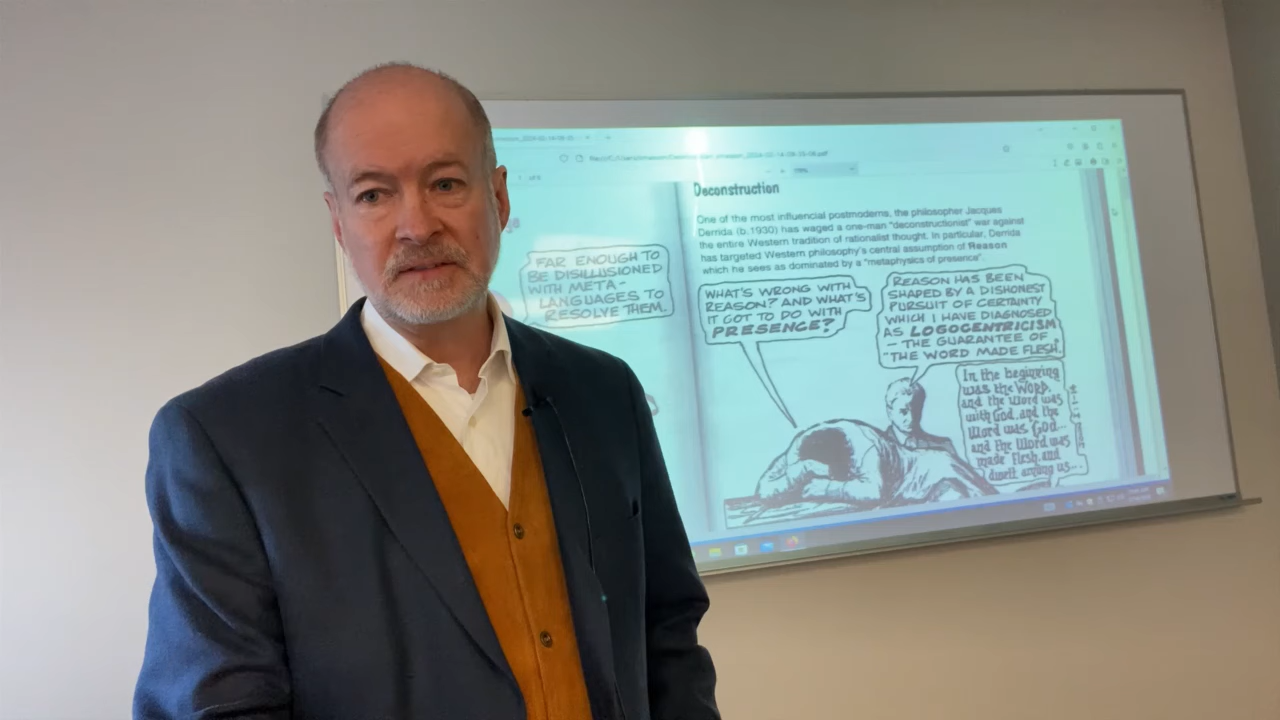 FAR ENOUGH TO
BE DISILLUSIONED
WITH META-
LANGUAGES TO
RESOLVE THEM.
Deconstruction
One of the most influential postmoderns, the philosopher Jacques
Derrida (b.1930) has waged a one-man "deconstructionist" war against
the entire Western tradition of rationalist thought. In particular, Derrida
has targeted Western philosophy's central assumption of Reason
which he sees as dominated by a "metaphysics of presence".
WHAT'S WRONG WITH
REASON? AND WHAT'S
IT GOT TO DO WITH
PRESENCE?
REASON HAS BEEN
SHAPED BY A DISHONEST
PURSUIT OF CERTAINTY
WHICH I HAVE DIAGNOSED
AS LOGOCENTRICISM
– THE GUARANTEE OF
"THE WORD MADE FLESH.
In the beginning
was the WORD,
and the Word was
with God, and the
Word was God...
and the Word was
made Flesh, and
dwelt among us...